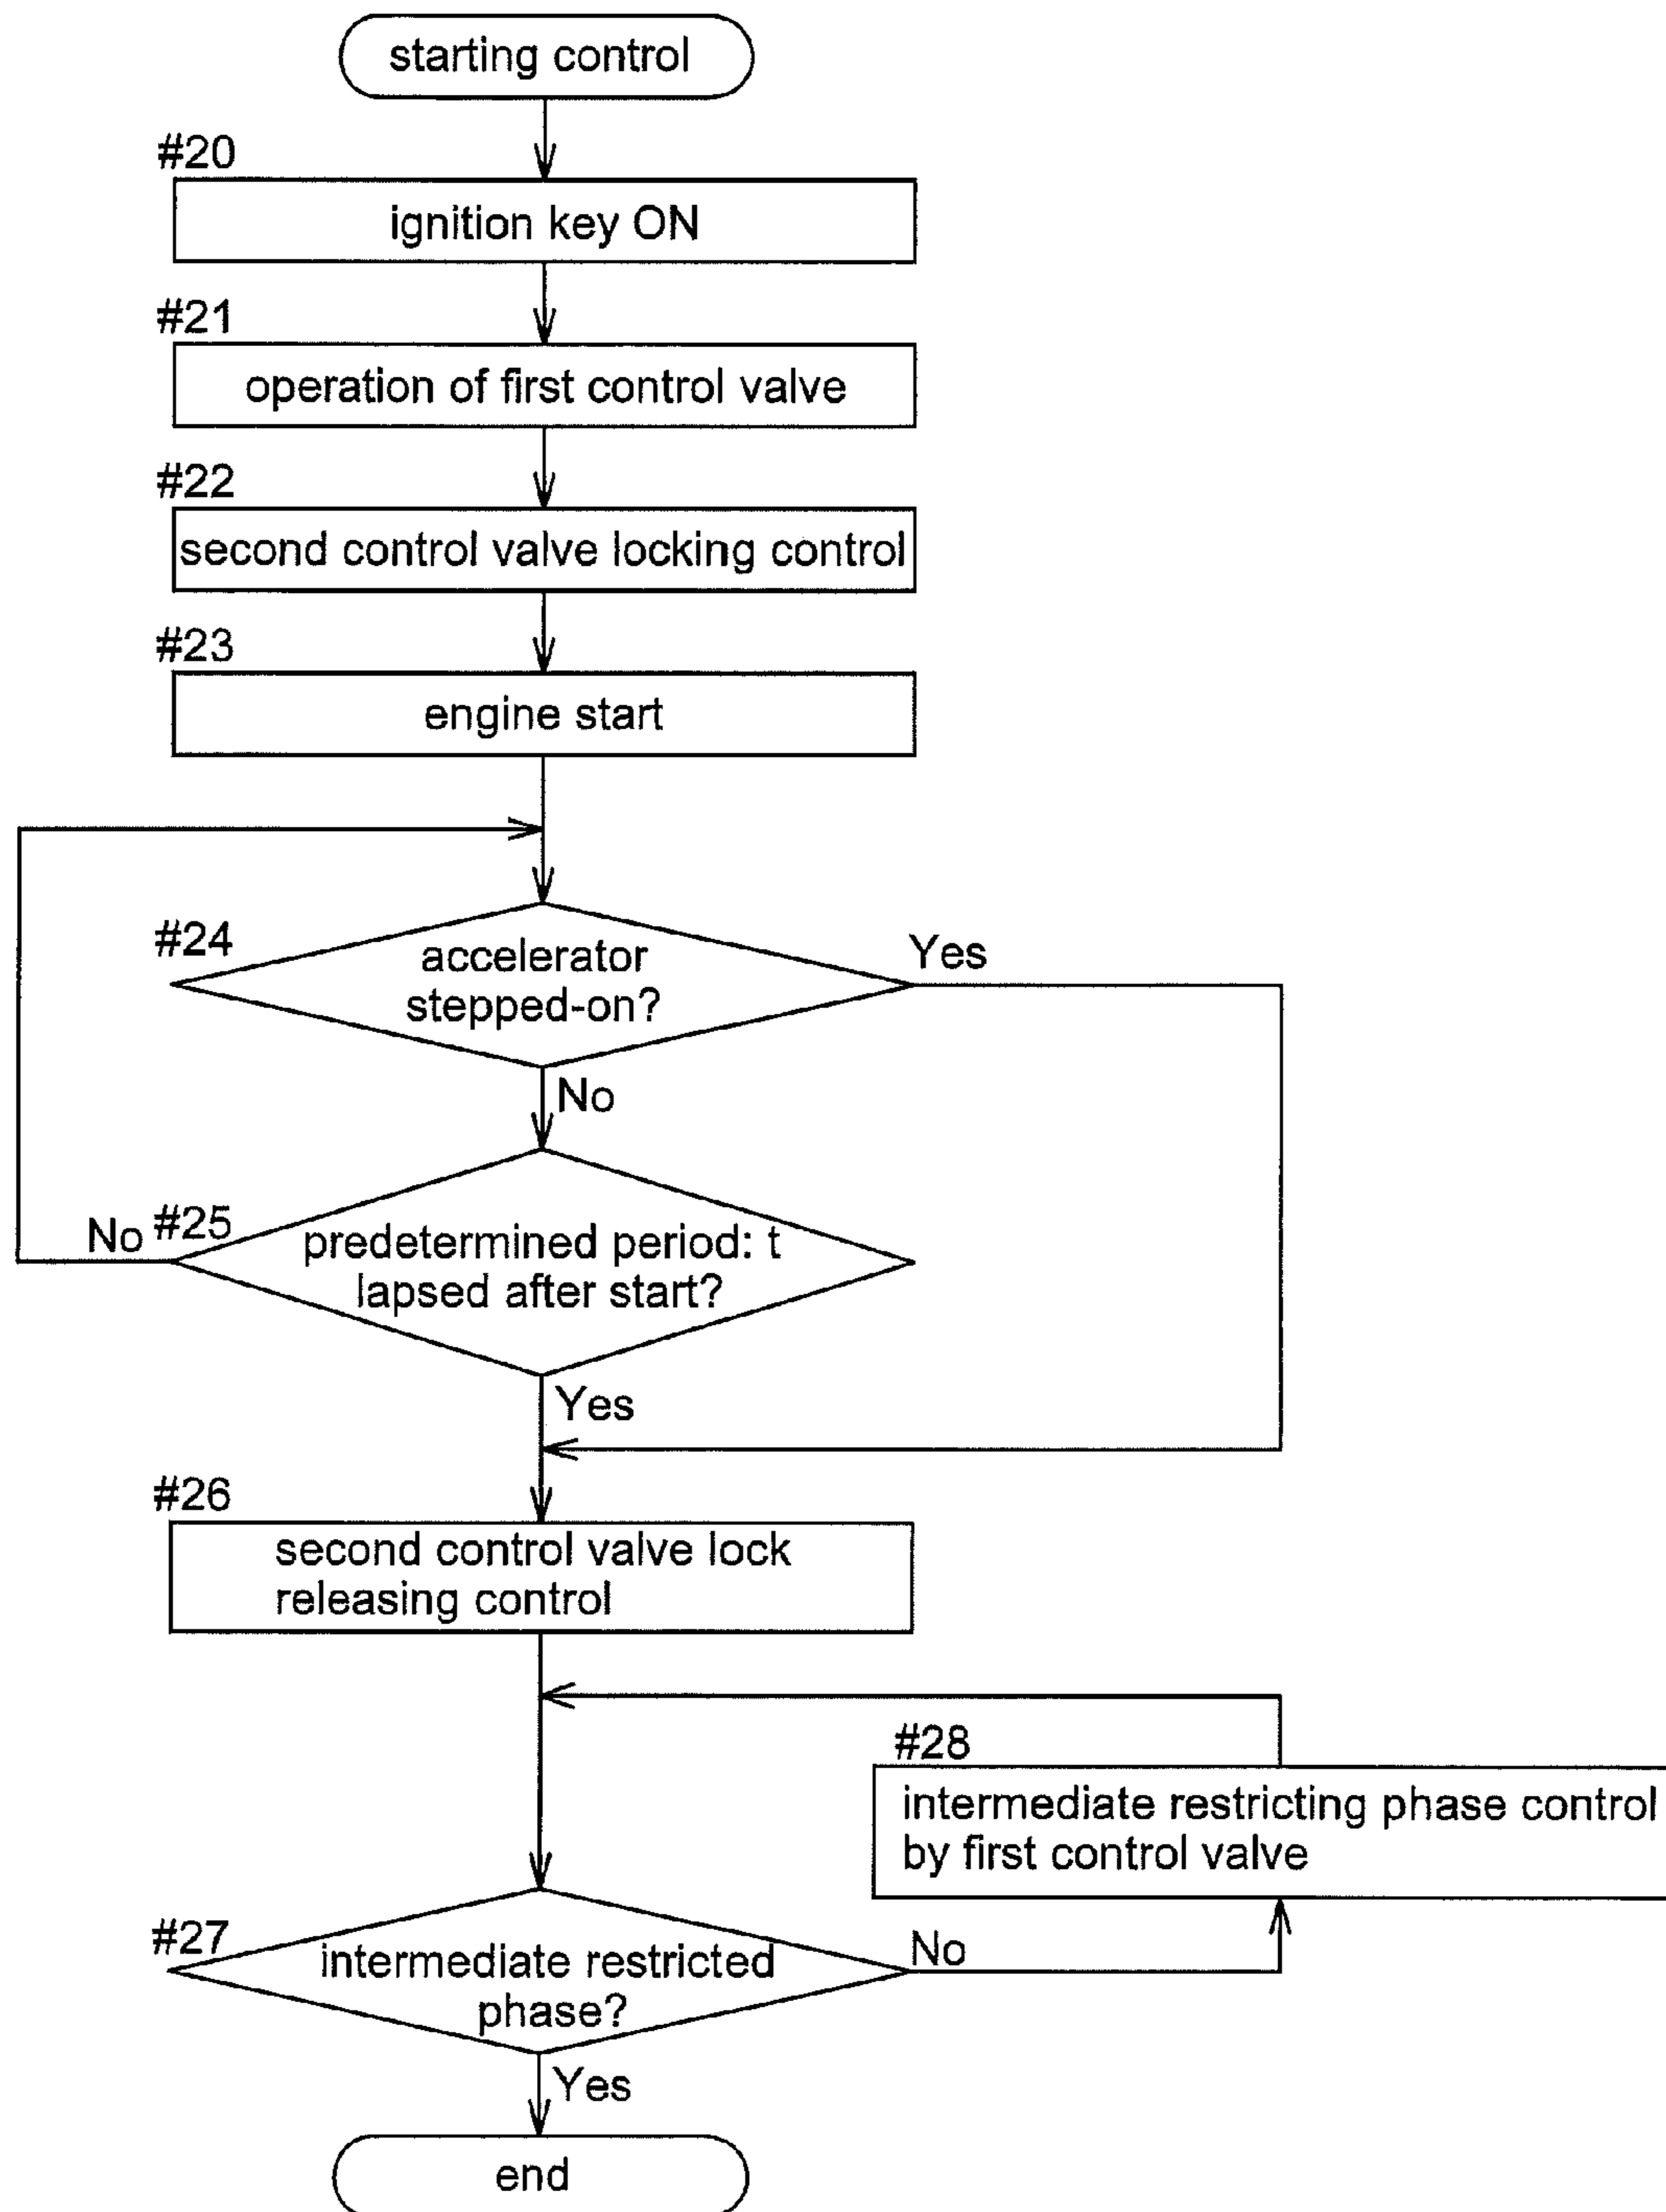 starting control
#20
ignition key ON
#21
operation of first control valve
#22
second control valve locking control
#23
engine start
#24
accelerator
stepped-on?
Yes
No
No
#25
predetermined period: t
lapsed after start?
Yes
#26
second control valve lock
releasing control
#28
intermediate restricting phase control
by first control valve
#27
intermediate restricted
phase?
No
Yes
end